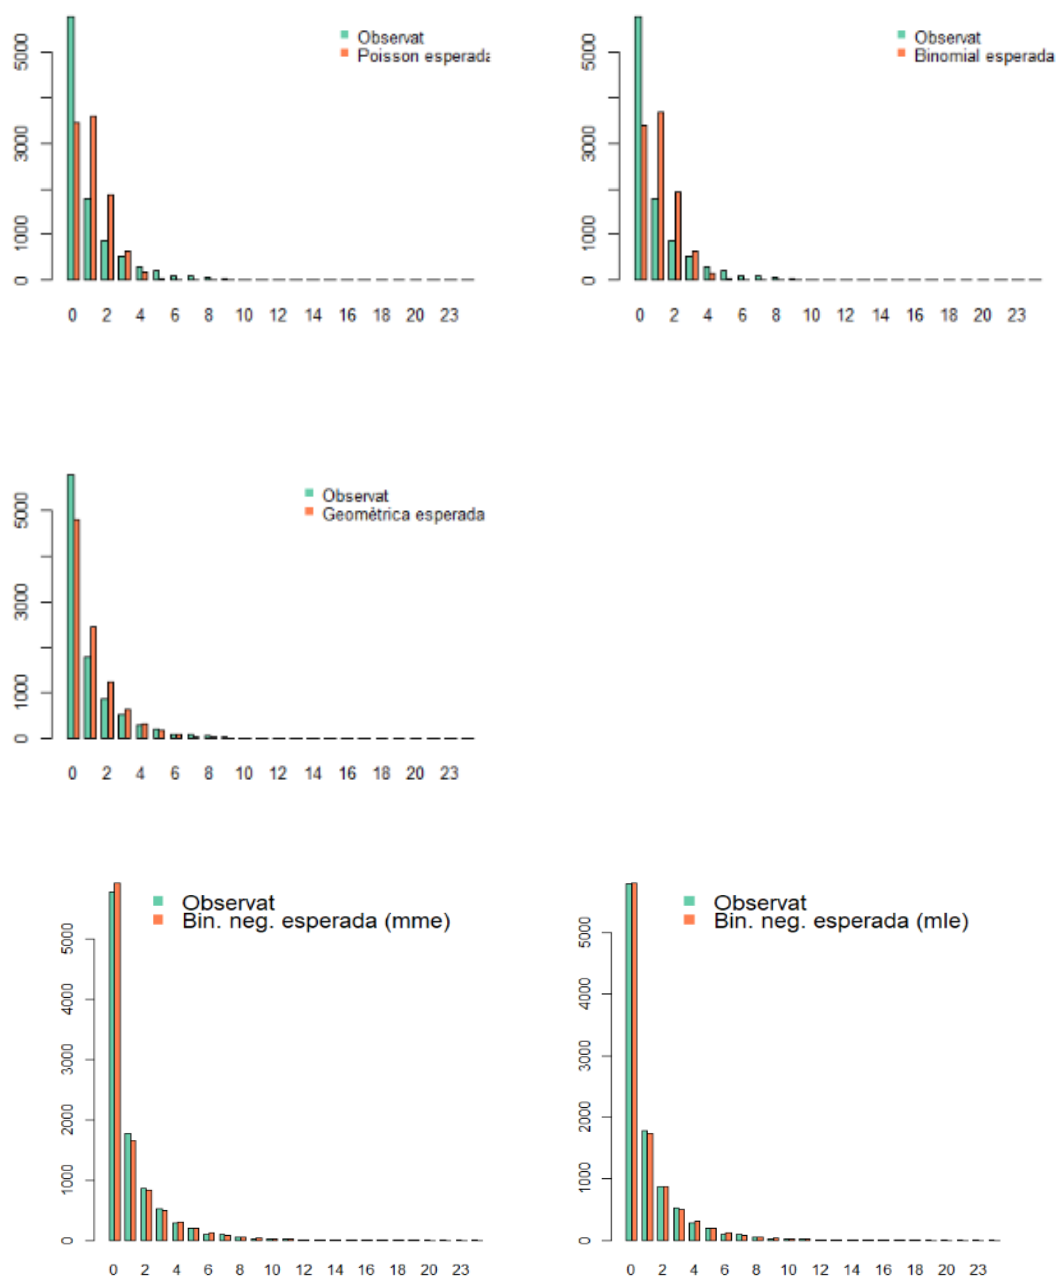 Observat
Poisson esperada
5000
3000
1000
0
0 2 4 6 8 10 12 14 16 18 20 23
Observat
Binomial esperada
5000
3000
1000
0
0 2 4 6 8 10 12 14 16 18 20 23
Observat
Geomètrica esperada
5000
3000
1000
0
0 2 4 6 8 10 12 14 16 18 20 23
Observat
Bin. neg. esperada (mme)
5000
4000
3000
2000
1000
0
0 2 4 6 8 10 12 14 16 18 20 23
Observat
Bin. neg. esperada (mle)
5000
4000
3000
2000
1000
0
0 2 4 6 8 10 12 14 16 18 20 23